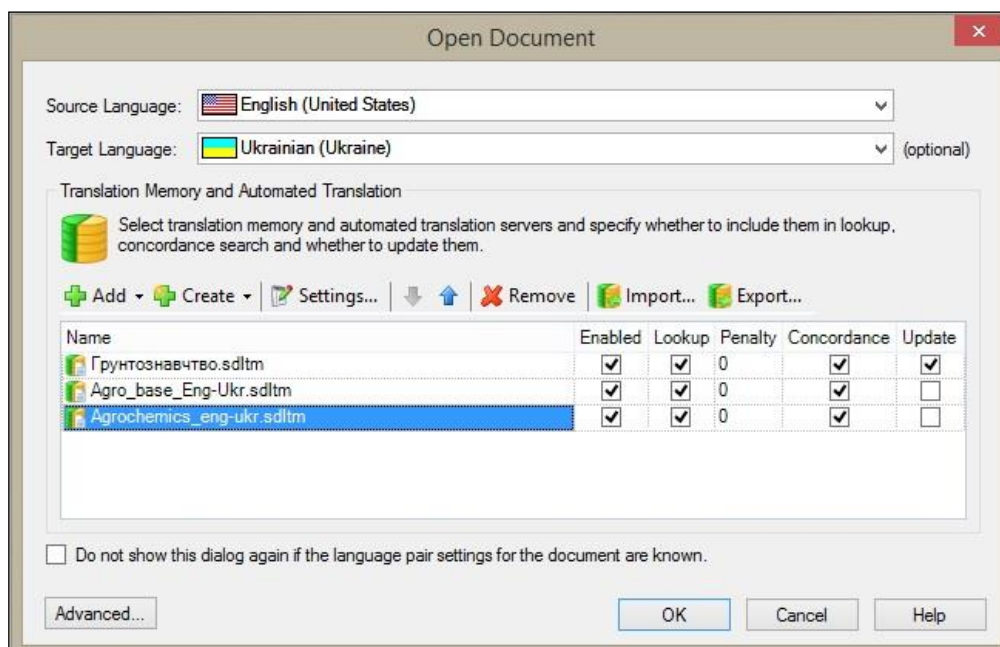 Open Document
Source Language: English (United States)
Target Language: Ukrainian (Ukraine) (optional)
Translation Memory and Automated Translation
Select translation memory and automated translation servers and specify whether to include them in lookup,
concordance search and whether to update them.
Add Create Settings... Remove Import... Export...
Name Enabled Lookup Penalty Concordance Update
Грунтознавчтво.sdltm 0
Agro_base_Eng-Ukr.sdltm 0
Agrochemics_eng-ukr.sdltm 0
Do not show this dialog again if the language pair settings for the document are known.
Advanced... OK Cancel Help